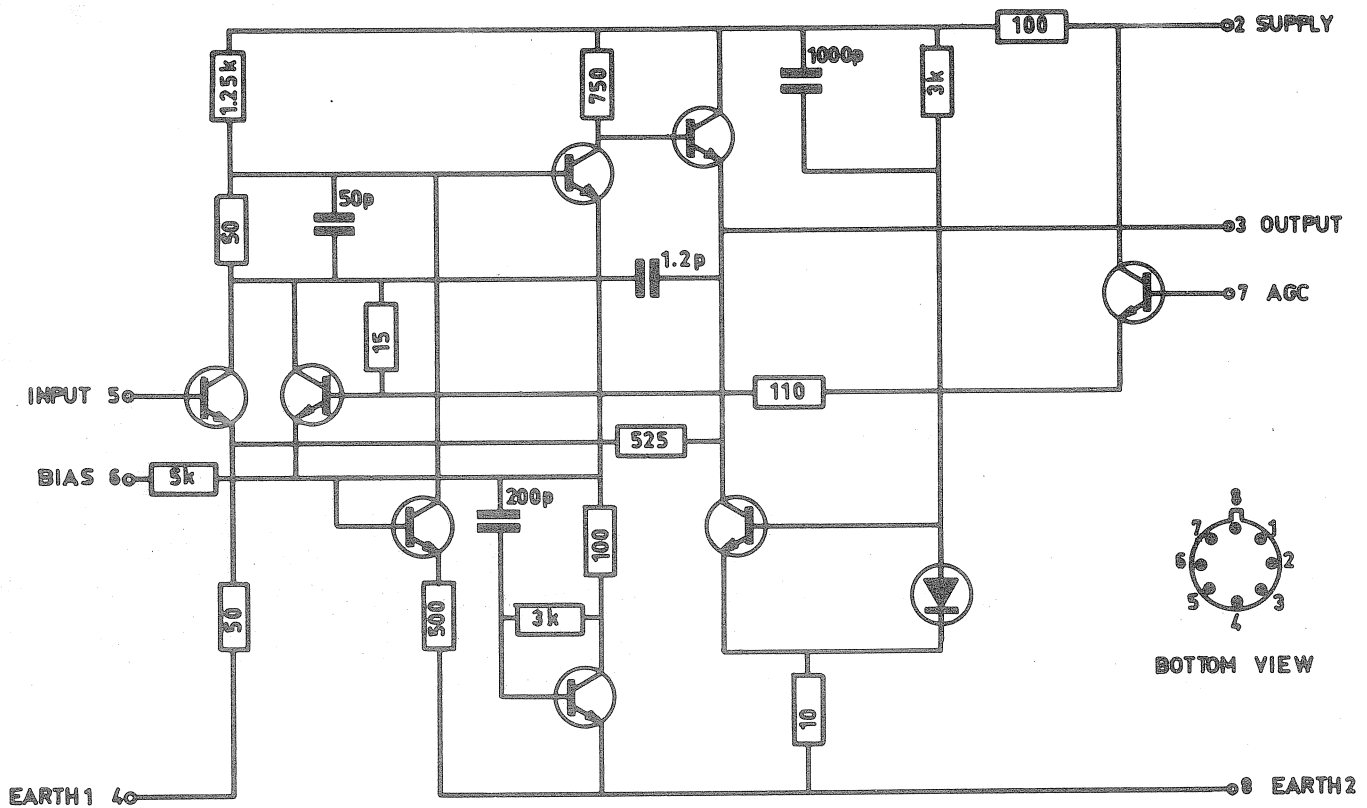 100
2 SUPPLY
1.25k
750
1000p
3k
50p
50
3 OUTPUT
1.2p
7 AGC
15
INPUT 5
110
525
BIAS 6
5k
200p
100
8
7 1
6 2
5 3
4
50
500
3k
BOTTOM VIEW
10
EARTH 1 4
8 EARTH 2